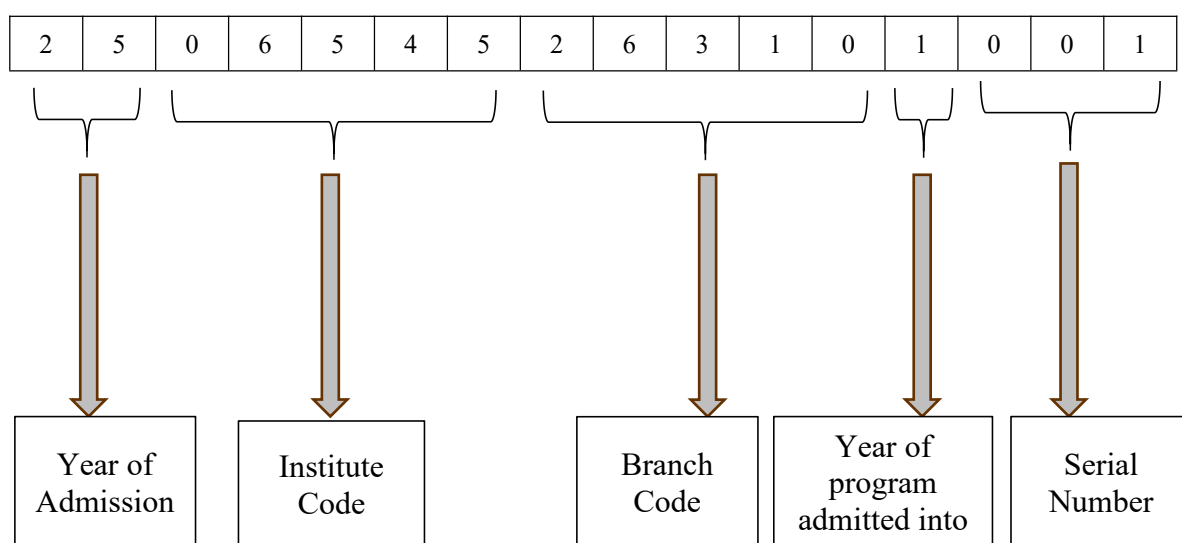 2 5 0 6 5 4 5 2 6 3 1 0 1 0 0 1
Year of
Admission
Institute
Code
Branch
Code
Year of
program
admitted into
Serial
Number